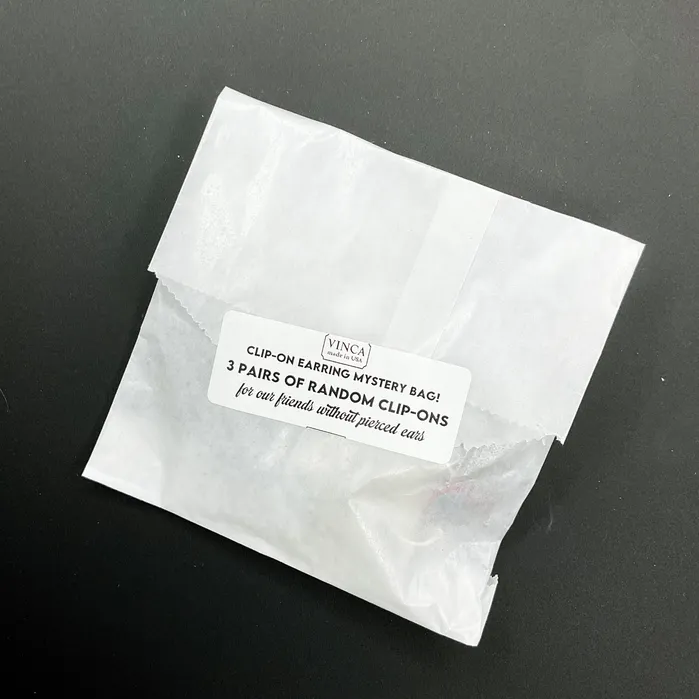 VINCA
made in USA
CLIP-ON EARRING MYSTERY BAG!
3 PAIRS OF RANDOM CLIP-ONS
for our friends without pierced ears